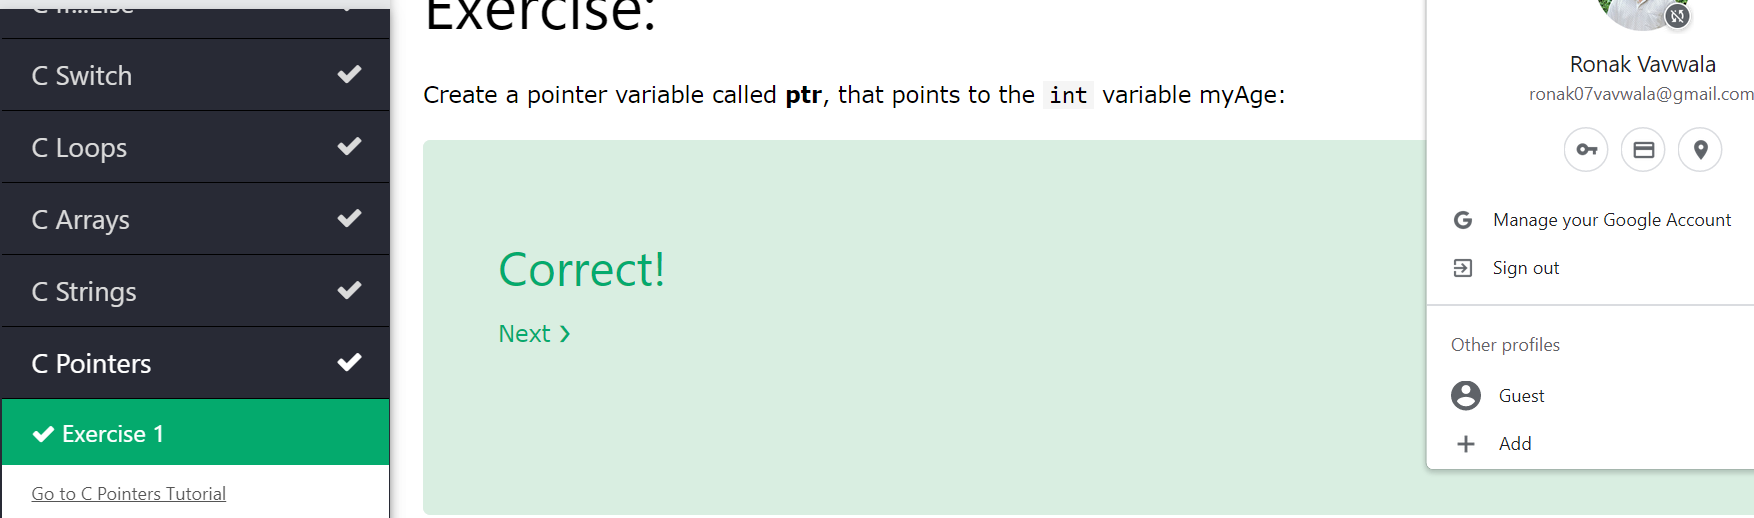 C If...Else
C Switch
C Loops
C Arrays
C Strings
C Pointers
Exercise 1
Go to C Pointers Tutorial
Exercise:
Create a pointer variable called ptr, that points to the int variable myAge:
Correct!
Next ❯
Ronak Vavwala
ronak07vavwala@gmail.com
Manage your Google Account
Sign out
Other profiles
Guest
Add